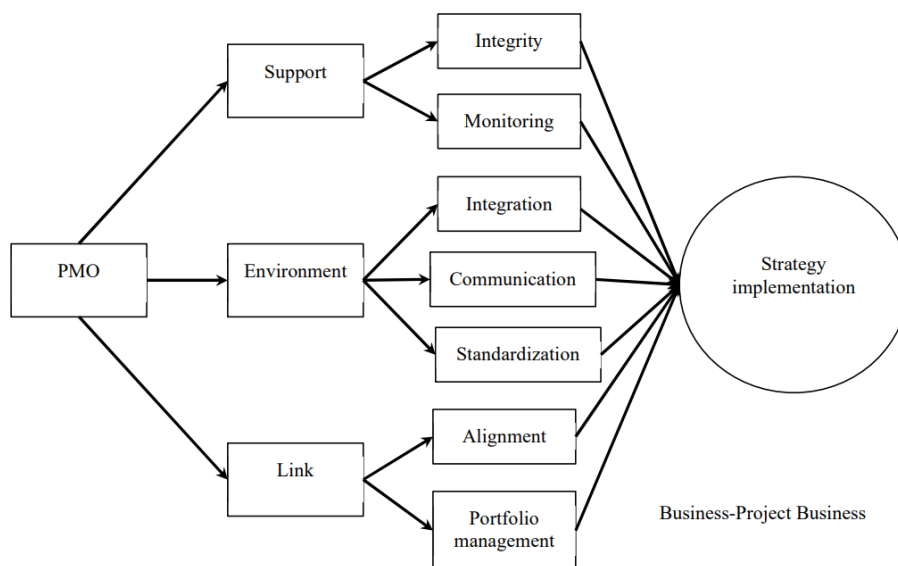 PMO
Support
Environment
Link
Integrity
Monitoring
Integration
Communication
Standardization
Alignment
Portfolio
management
Strategy
implementation
Business-Project Business